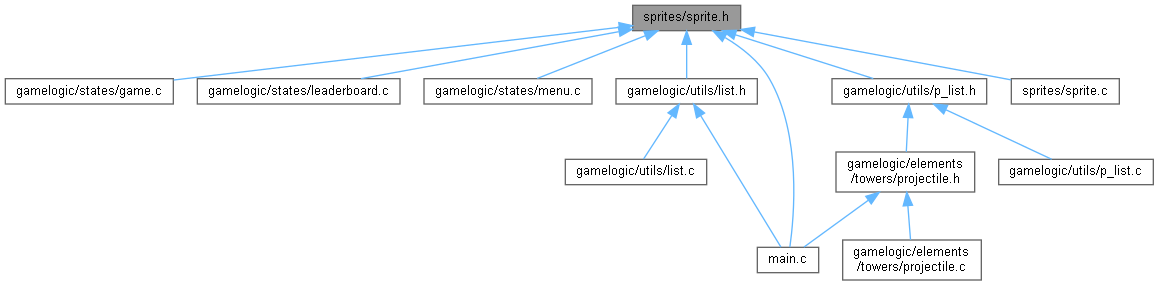 sprites/sprite.h
gamelogic/states/game.c
gamelogic/states/leaderboard.c
gamelogic/states/menu.c
gamelogic/utils/list.h
gamelogic/utils/p_list.h
sprites/sprite.c
gamelogic/utils/list.c
gamelogic/elements
/towers/projectile.h
gamelogic/utils/p_list.c
main.c
gamelogic/elements
/towers/projectile.c